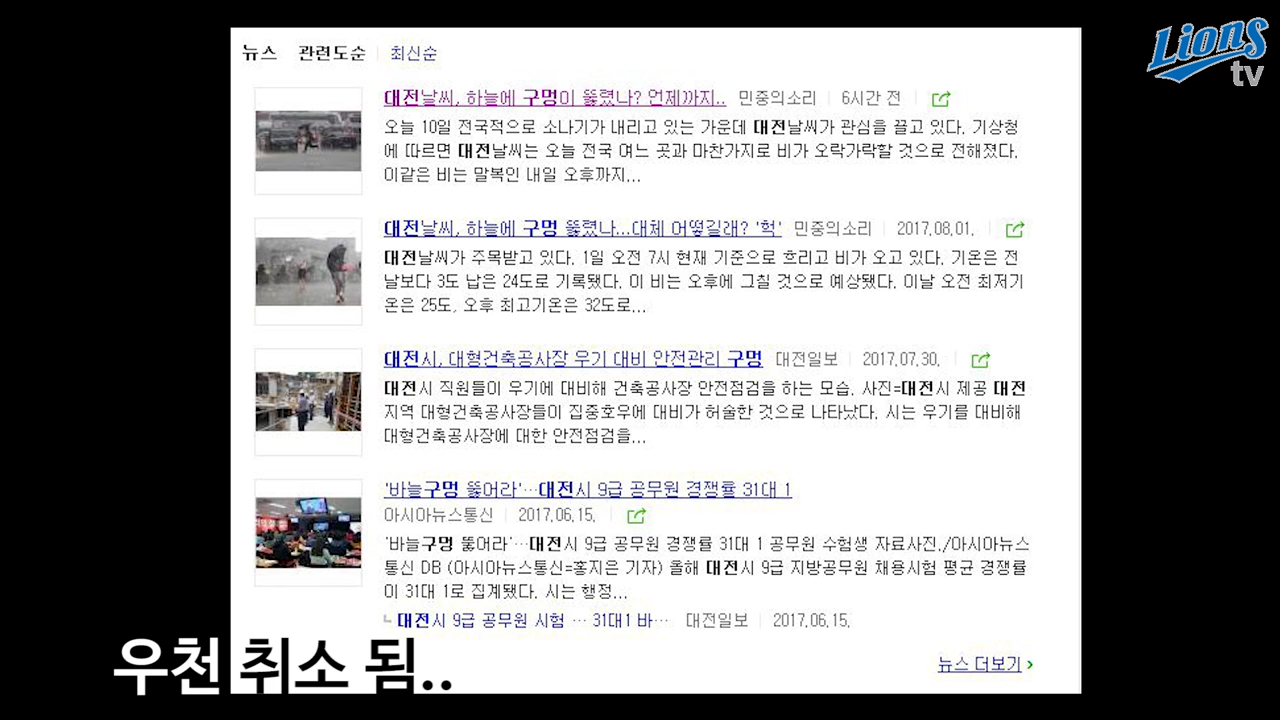 Lions
tv
뉴스 관련도순 최신순
대전날씨, 하늘에 구멍이 뚫렸나? 언제까지.. 민중의소리 6시간 전
오늘 10일 전국적으로 소나기가 내리고 있는 가운데 대전날씨가 관심을 끌고 있다. 기상청
에 따르면 대전날씨는 오늘 전국 여느 곳과 마찬가지로 비가 오락가락할 것으로 전해졌다.
이같은 비는 말복인 내일 오후까지...
대전날씨, 하늘에 구멍 뚫렸나...대체 어떻길래? '헉' 민중의소리 2017.08.01.
대전날씨가 주목받고 있다. 1일 오전 7시 현재 기준으로 흐리고 비가 오고 있다. 기온은 전
날보다 3도 낮은 24도로 기록됐다. 이 비는 오후에 그칠 것으로 예상됐다. 이날 오전 최저기
온은 25도, 오후 최고기온은 32도로...
대전시, 대형건축공사장 우기 대비 안전관리 구멍 대전일보 2017.07.30.
대전시 직원들이 우기에 대비해 건축공사장 안전점검을 하는 모습. 사진=대전시 제공 대전
지역 대형건축공사장들이 집중호우에 대비가 허술한 것으로 나타났다. 시는 우기를 대비해
대형건축공사장에 대한 안전점검을...
'바늘구멍 뚫어라'…대전시 9급 공무원 경쟁률 31대 1
아시아뉴스통신 2017.06.15.
'바늘구멍 뚫어라'…대전시 9급 공무원 경쟁률 31대 1 공무원 수험생 자료사진./아시아뉴스
통신 DB (아시아뉴스통신=홍지은 기자) 올해 대전시 9급 지방공무원 채용시험 평균 경쟁률
이 31대 1로 집계됐다. 시는 행정...
대전시 9급 공무원 시험 … 31대1 바… 대전일보 2017.06.15.
뉴스 더보기
우천 취소 됨..